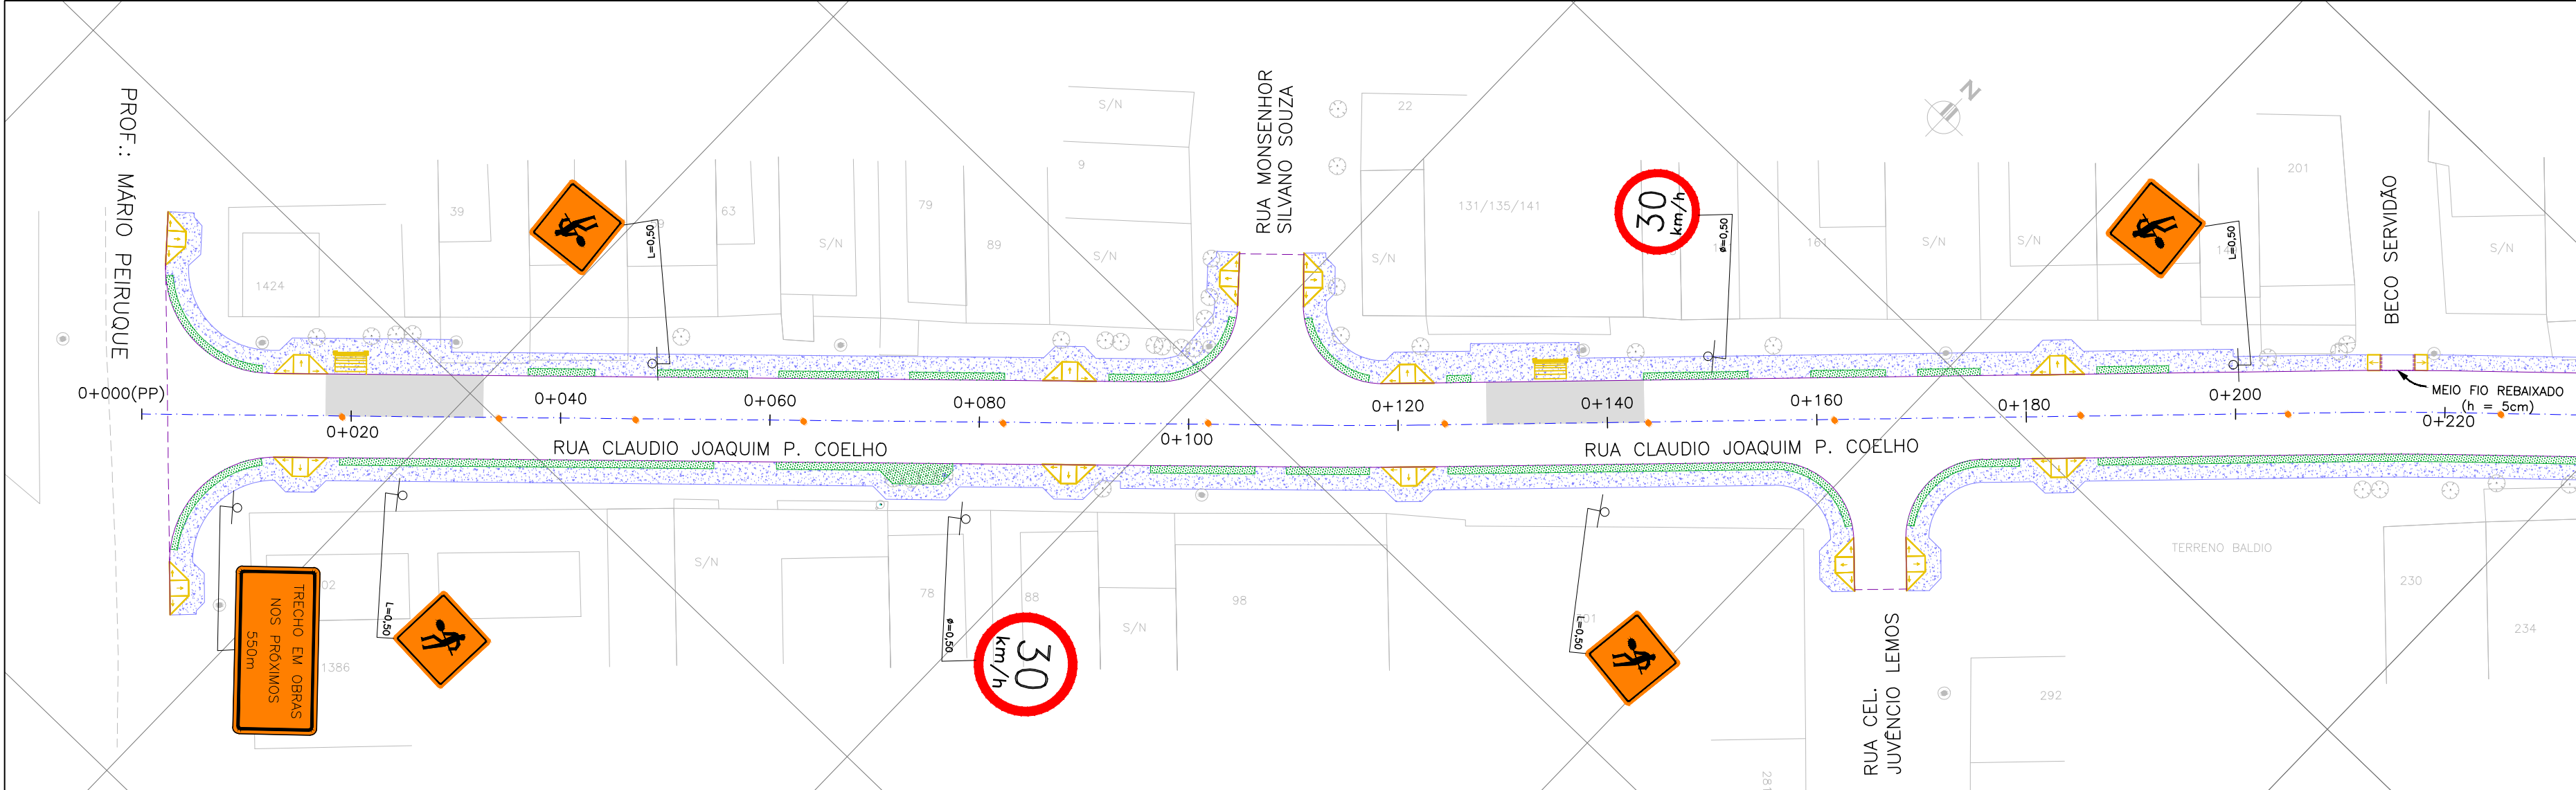 PROF.: MÁRIO PEIRUQUE
RUA MONSENHOR
SILVANO SOUZA
N
BECO SERVIDÃO
S/N
22
9
39
63
79
S/N
89
S/N
1424
S/N
131/135/141
161
S/N
S/N
201
S/N
L=0,50
30
km/h
ø=0,50
L=0,50
MEIO FIO REBAIXADO
(h = 5cm)
0+000(PP)
0+020
0+040
0+060
0+080
0+100
0+120
0+140
0+160
0+180
0+200
0+220
RUA CLAUDIO JOAQUIM P. COELHO
RUA CLAUDIO JOAQUIM P. COELHO
TRECHO EM OBRAS
NOS PRÓXIMOS
550m
L=0,50
1386
S/N
78
88
98
S/N
ø=0,50
30
km/h
L=0,50
RUA CEL.
JUVÊNCIO LEMOS
TERRENO BALDIO
230
234
292